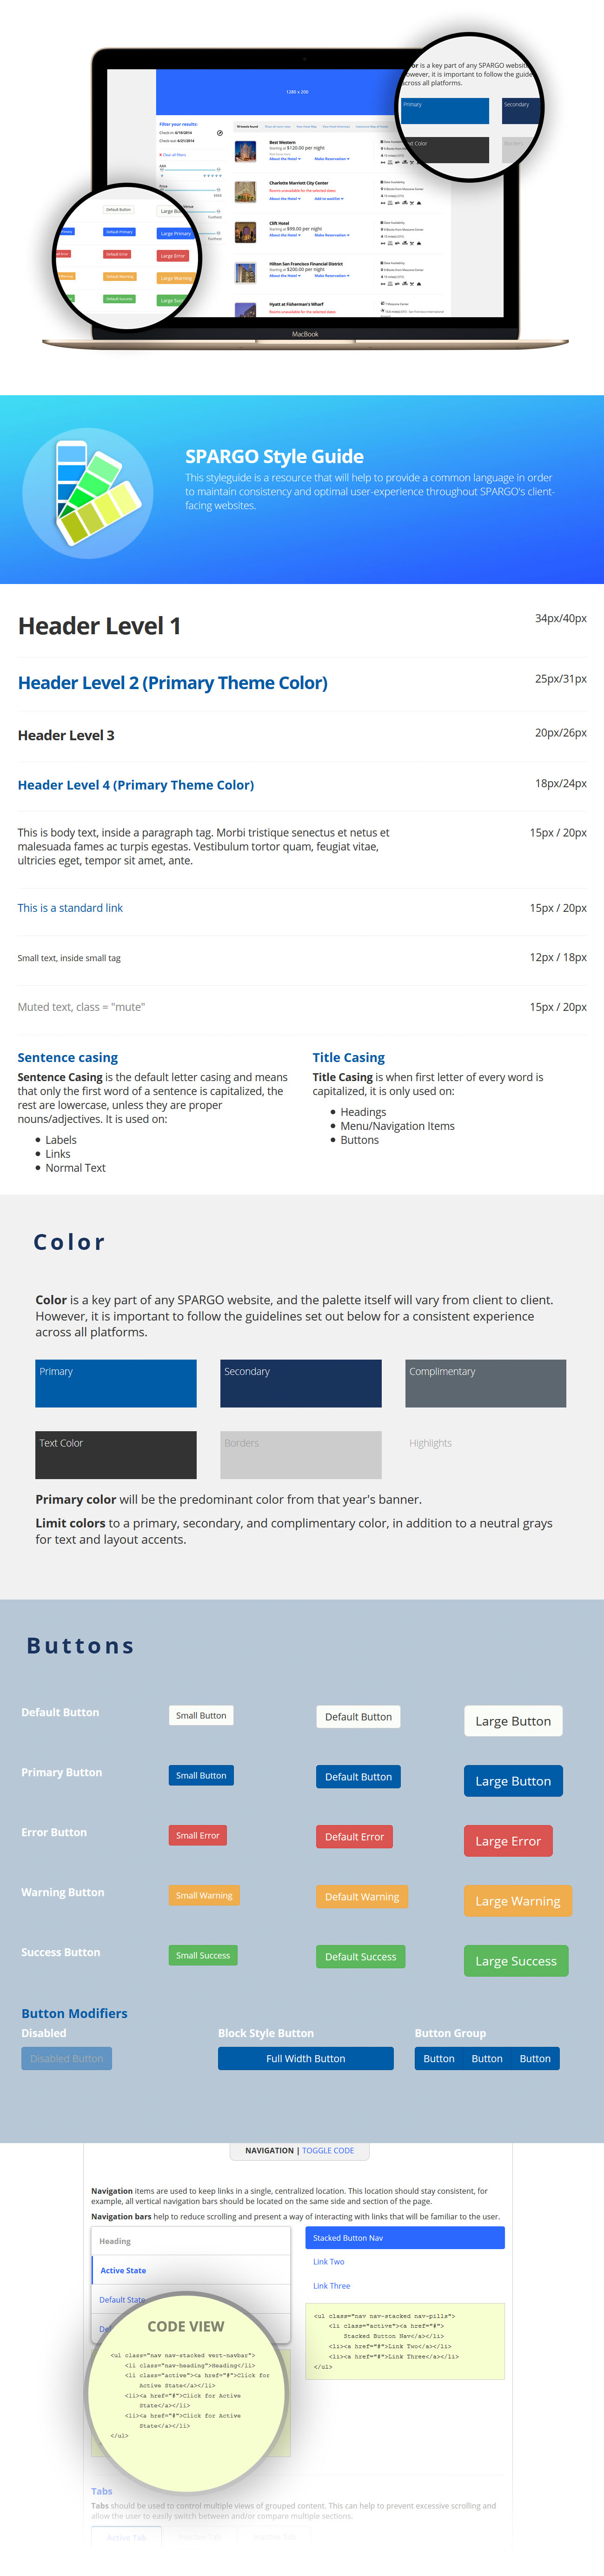 or is a key part of any SPARGO website
owever, it is important to follow the guide
cross all platforms.
Primary
Secondary
xt Color
Borders
1280 x 200
Filter your results:
Check-in: 6/19/2014
Check-out: 6/21/2014
X Clear all filters
AAA
Price
Best Western
Starting at $120.00 per night
About the Hotel
Make Reservation
Charlotte Marriott City Center
Rooms unavailable for the selected dates.
About the Hotel
Add to waitlist
Clift Hotel
Starting at $99.00 per night
About the Hotel
Make Reservation
Hilton San Francisco Financial District
Starting at $200.00 per night
About the Hotel
Make Reservation
Hyatt at Fisherman's Wharf
Rooms unavailable for the selected dates.
Default Button
Large Bu
Default Primary
Large Primary
Default Error
Large Error
Default Warning
Large Warning
Default Success
Large Succ
MacBook
SPARGO Style Guide
This styleguide is a resource that will help to provide a common language in order
to maintain consistency and optimal user-experience throughout SPARGO's client-
facing websites.
Header Level 1
34px/40px
Header Level 2 (Primary Theme Color)
25px/31px
Header Level 3
20px/26px
Header Level 4 (Primary Theme Color)
18px/24px
This is body text, inside a paragraph tag. Morbi tristique senectus et netus et
15px / 20px
malesuada fames ac turpis egestas. Vestibulum tortor quam, feugiat vitae,
ultricies eget, tempor sit amet, ante.
This is a standard link
15px / 20px
Small text, inside small tag
12px / 18px
Muted text, class = "mute"
15px / 20px
Sentence casing
Sentence Casing is the default letter casing and means
that only the first word of a sentence is capitalized, the
rest are lowercase, unless they are proper
nouns/adjectives. It is used on:
• Labels
• Links
• Normal Text
Title Casing
Title Casing is when first letter of every word is
capitalized, it is only used on:
• Headings
• Menu/Navigation Items
• Buttons
Color
Color is a key part of any SPARGO website, and the palette itself will vary from client to client.
However, it is important to follow the guidelines set out below for a consistent experience
across all platforms.
Primary
Secondary
Complimentary
Text Color
Borders
Highlights
Primary color will be the predominant color from that year's banner.
Limit colors to a primary, secondary, and complimentary color, in addition to a neutral grays
for text and layout accents.
Buttons
Default Button
Small Button
Default Button
Large Button
Primary Button
Small Button
Default Button
Large Button
Error Button
Small Error
Default Error
Large Error
Warning Button
Small Warning
Default Warning
Large Warning
Success Button
Small Success
Default Success
Large Success
Button Modifiers
Disabled
Block Style Button
Button Group
Disabled Button
Full Width Button
Button
Button
Button
NAVIGATION | TOGGLE CODE
Navigation items are used to keep links in a single, centralized location. This location should stay consistent, for
example, all vertical navigation bars should be located on the same side and section of the page.
Navigation bars help to reduce scrolling and present a way of interacting with links that will be familiar to the user.
Heading
Active State
Default State
De
Stacked Button Nav
Link Two
Link Three
<ul class="nav nav-stacked nav-pills">
<li class="active"><a href="#">
Stacked Button Nav</a></li>
<li><a href="#">Link Two</a></li>
<li><a href="#">Link Three</a></li>
</ul>
CODE VIEW
<ul class="nav nav-stacked vert-navbar">
<li class="nav-heading">Heading</li>
<li class="active"><a href="#">Click for
Active State</a></li>
<li><a href="#">Click for Active
State</a></li>
<li><a href="#">Click for Active
State</a></li>
</ul>
Tabs
Tabs should be used to control multiple views of grouped content. This can help to prevent excessive scrolling and
allow the user to easily switch between and/or compare multiple sections.
Active Tab